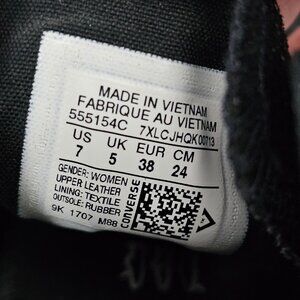 MADE IN VIETNAM
FABRIQUE AU VIETNAM
555154C 7XLCJHQK00713
US UK EUR CM
7 5 38 24
GENDER: WOMEN
UPPER LEATHER
LINING: TEXTILE
OUTSOLE: RUBBER
9K 1707 M88
CONVERSE